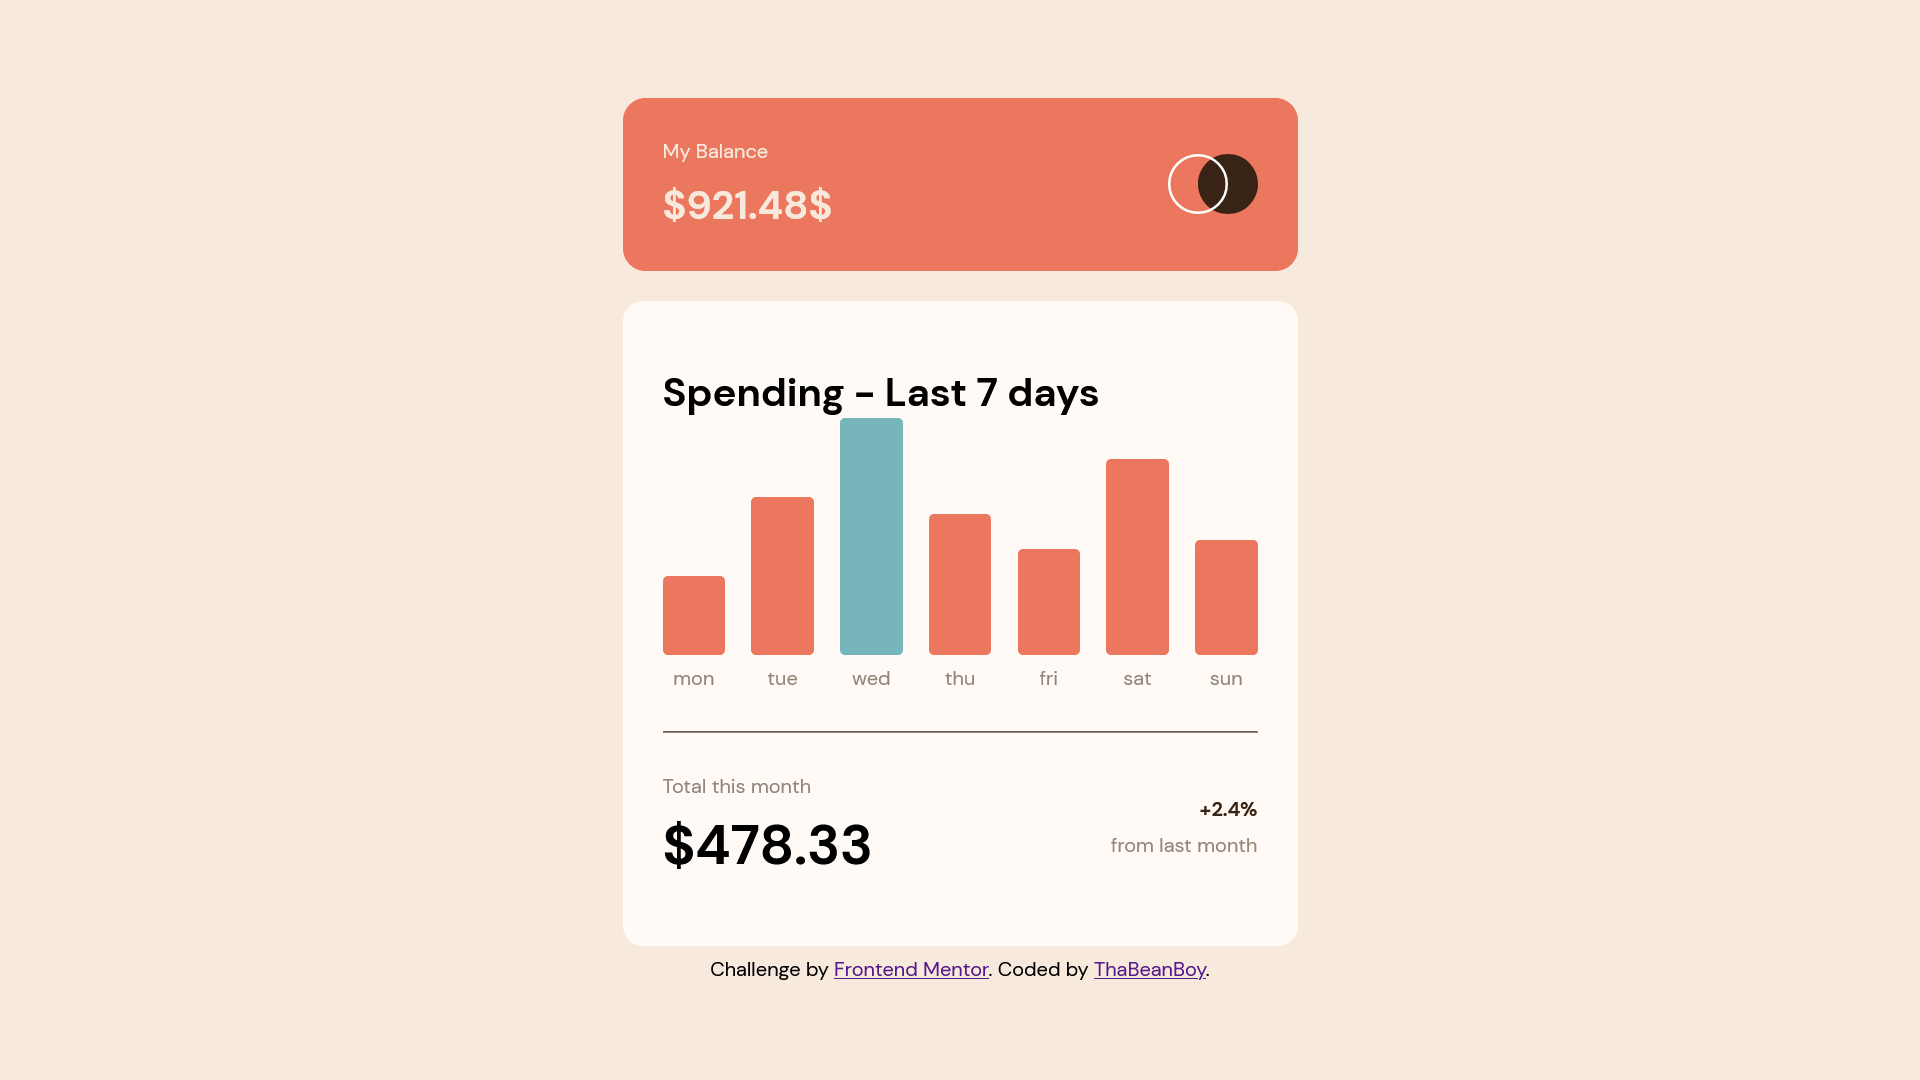 My Balance
$921.48$
Spending - Last 7 days
mon tue wed thu fri sat sun
Total this month
$478.33
+2.4%
from last month
Challenge by Frontend Mentor. Coded by ThaBeanBoy.